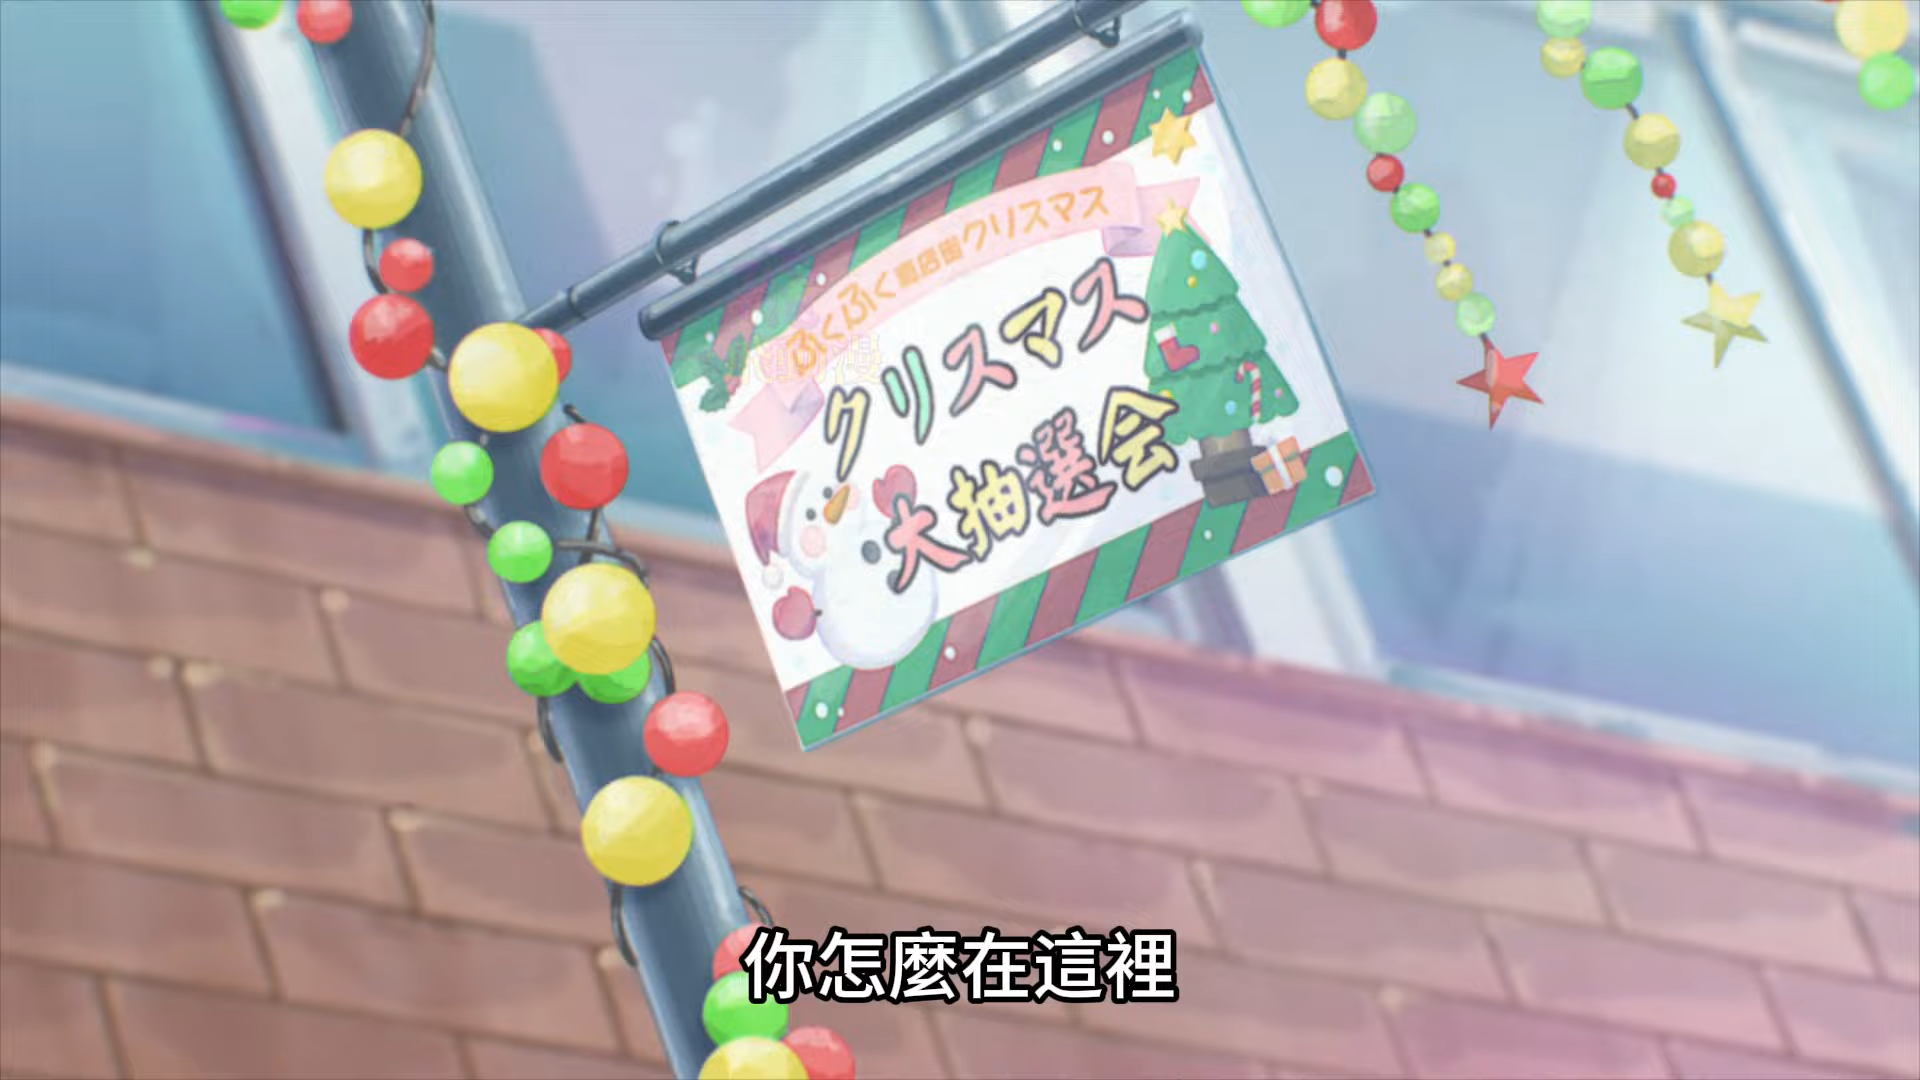 ふくふく商店街クリスマス
クリスマス
大抽選会
你怎麼在這裡